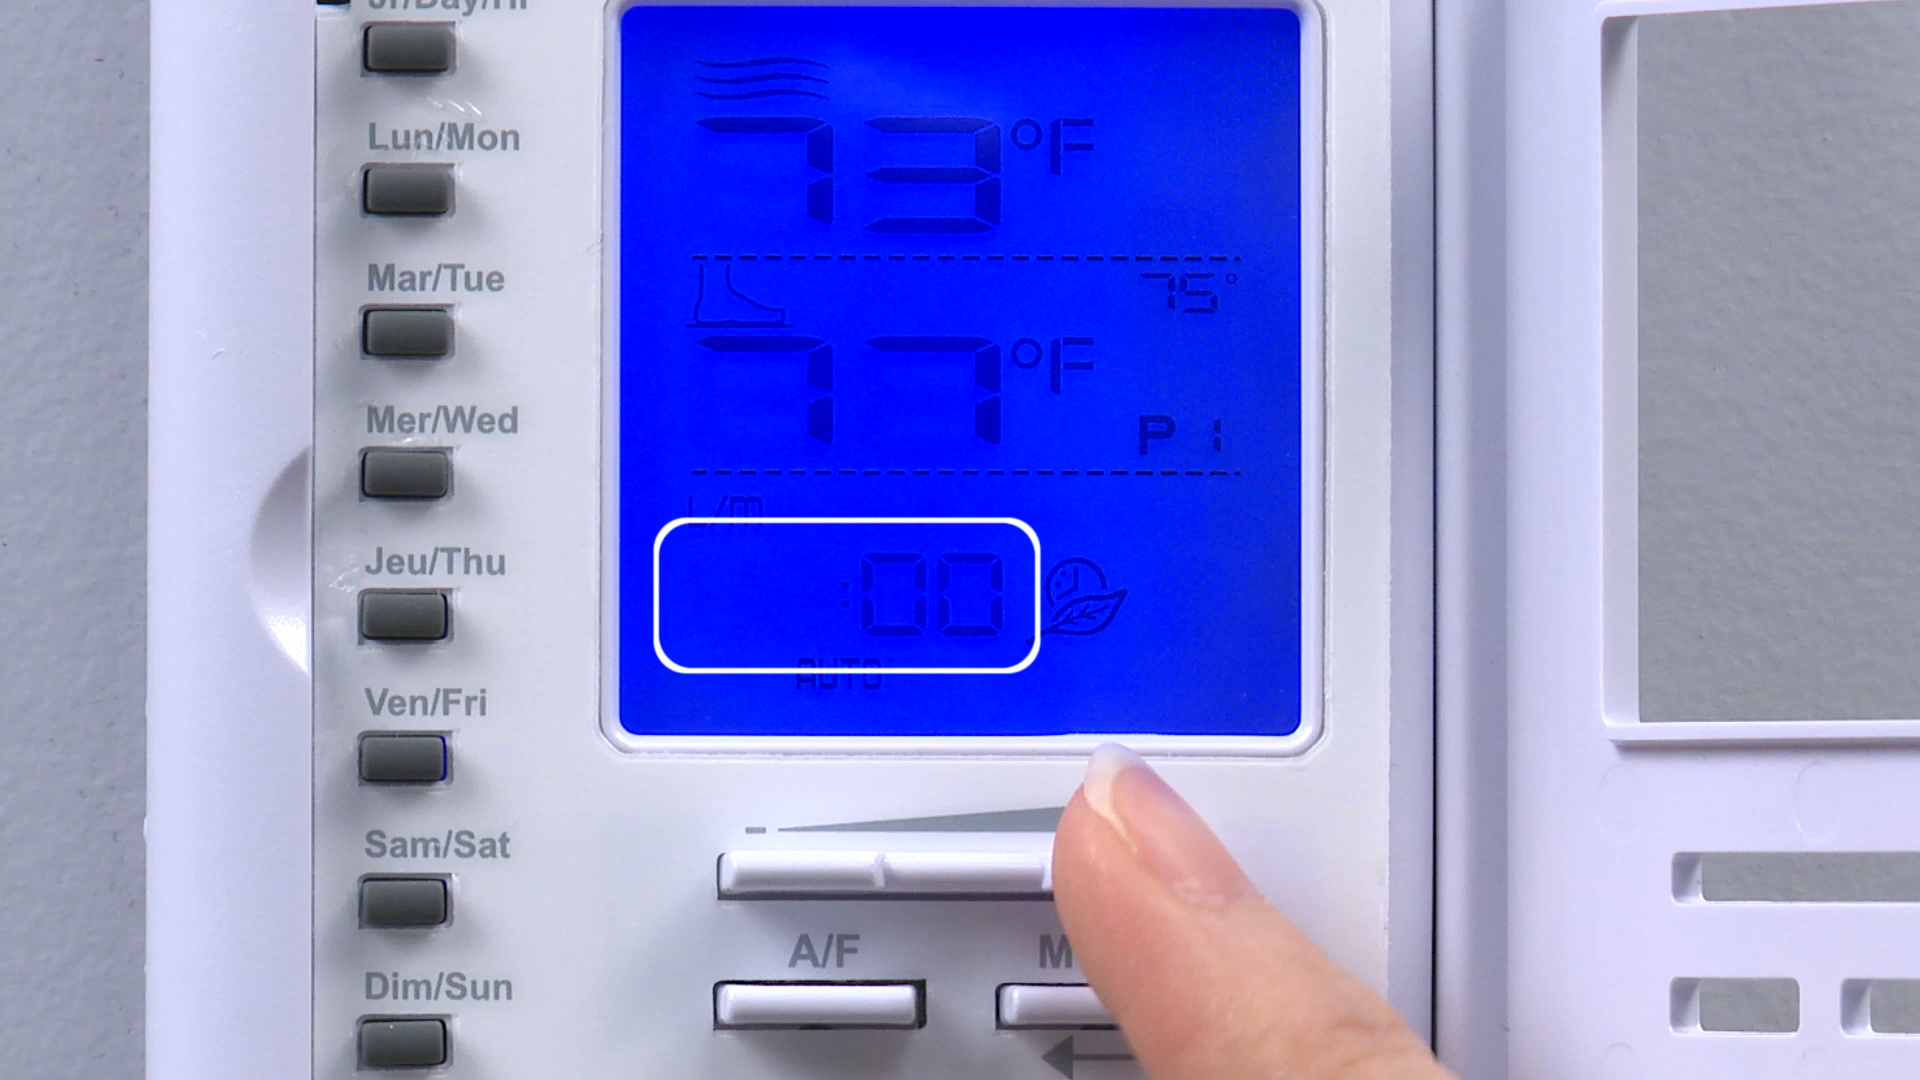 Lun/Mon
Mar/Tue
Mer/Wed
Jeu/Thu
Ven/Fri
Sam/Sat
Dim/Sun
73°F
75°
77°F
P1
L/m
:00
AUTO
-
A/F
M